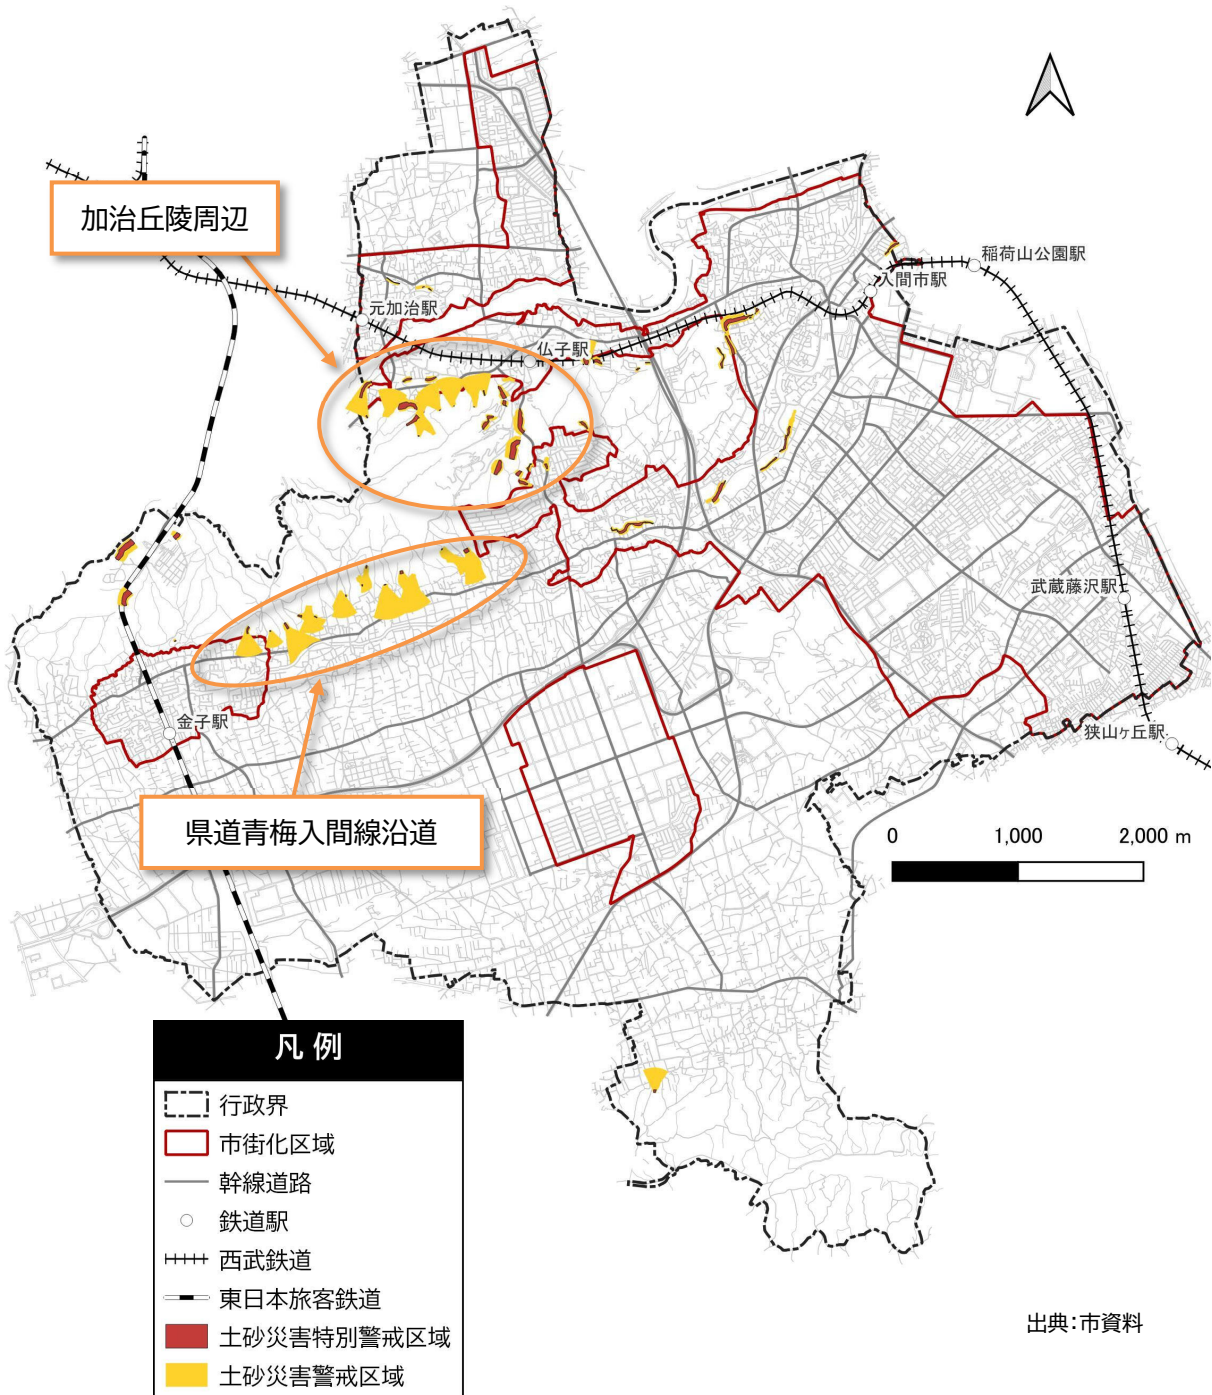 加治丘陵周辺
稲荷山公園駅
入間市駅
元加治駅
仏子駅
武蔵藤沢駅
金子駅
狭山ヶ丘駅
県道青梅入間線沿道
0 1,000 2,000 m
凡例
行政界
市街化区域
幹線道路
鉄道駅
西武鉄道
東日本旅客鉄道
土砂災害特別警戒区域
土砂災害警戒区域
出典：市資料